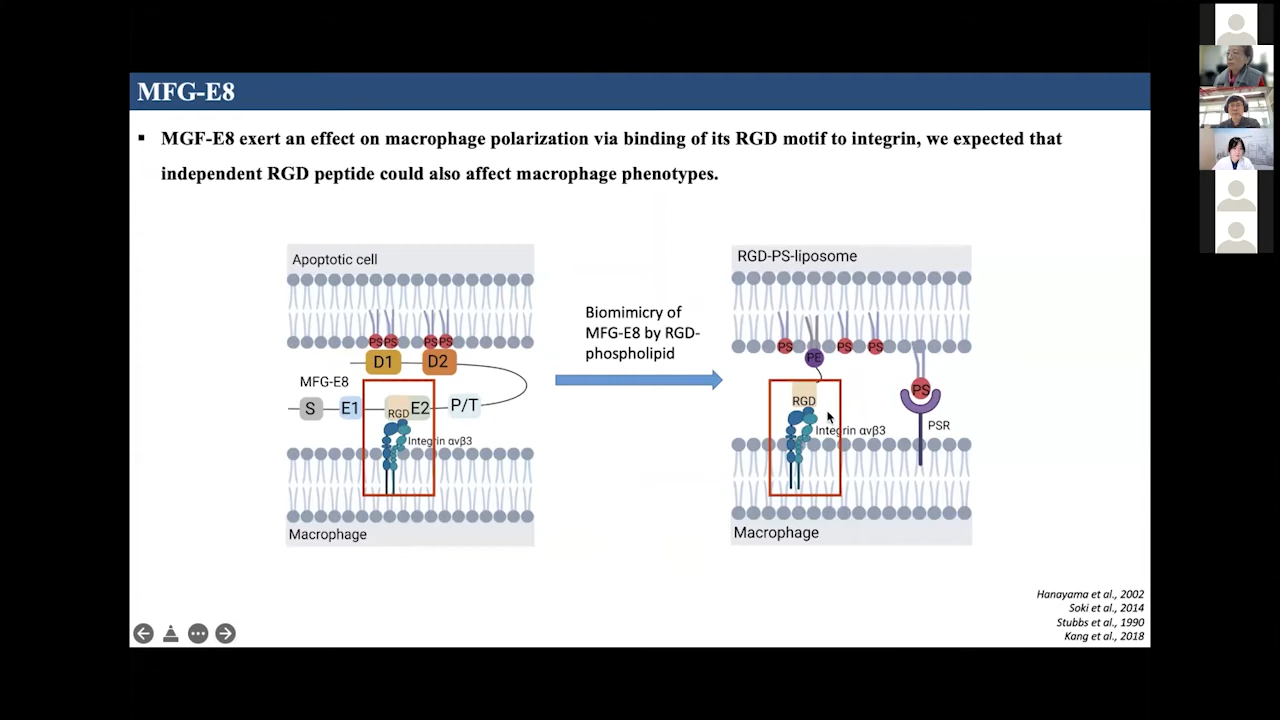 MFG-E8
▪ MGF-E8 exert an effect on macrophage polarization via binding of its RGD motif to integrin, we expected that
independent RGD peptide could also affect macrophage phenotypes.
Apoptotic cell
PS PS PS PS
D1 D2
MFG-E8
S E1 RGD E2 P/T
Integrin αvβ3
Macrophage
Biomimicry of
MFG-E8 by RGD-
phospholipid
RGD-PS-liposome
PS PS PS
PE
PS
RGD
Integrin αvβ3
PSR
Macrophage
Hanayama et al., 2002
Soki et al., 2014
Stubbs et al., 1990
Kang et al., 2018